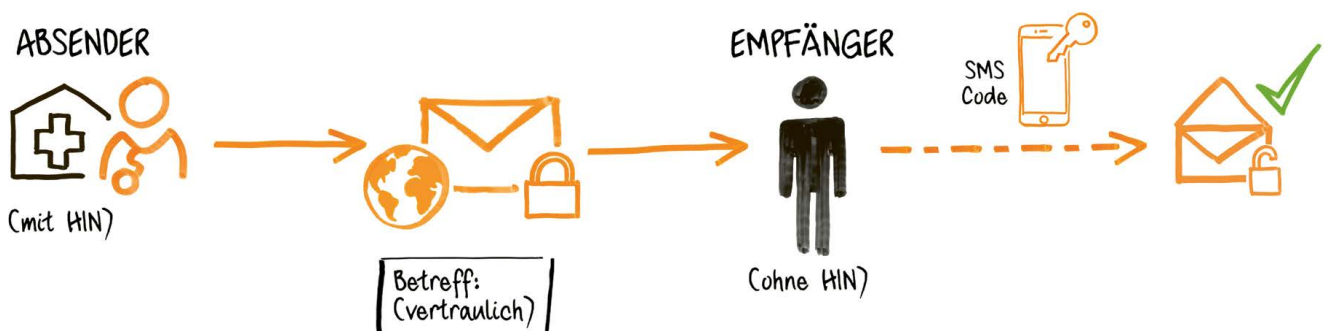 ABSENDER
(mit HIN)
Betreff:
(vertraulich)
EMPFÄNGER
(ohne HIN)
SMS
Code